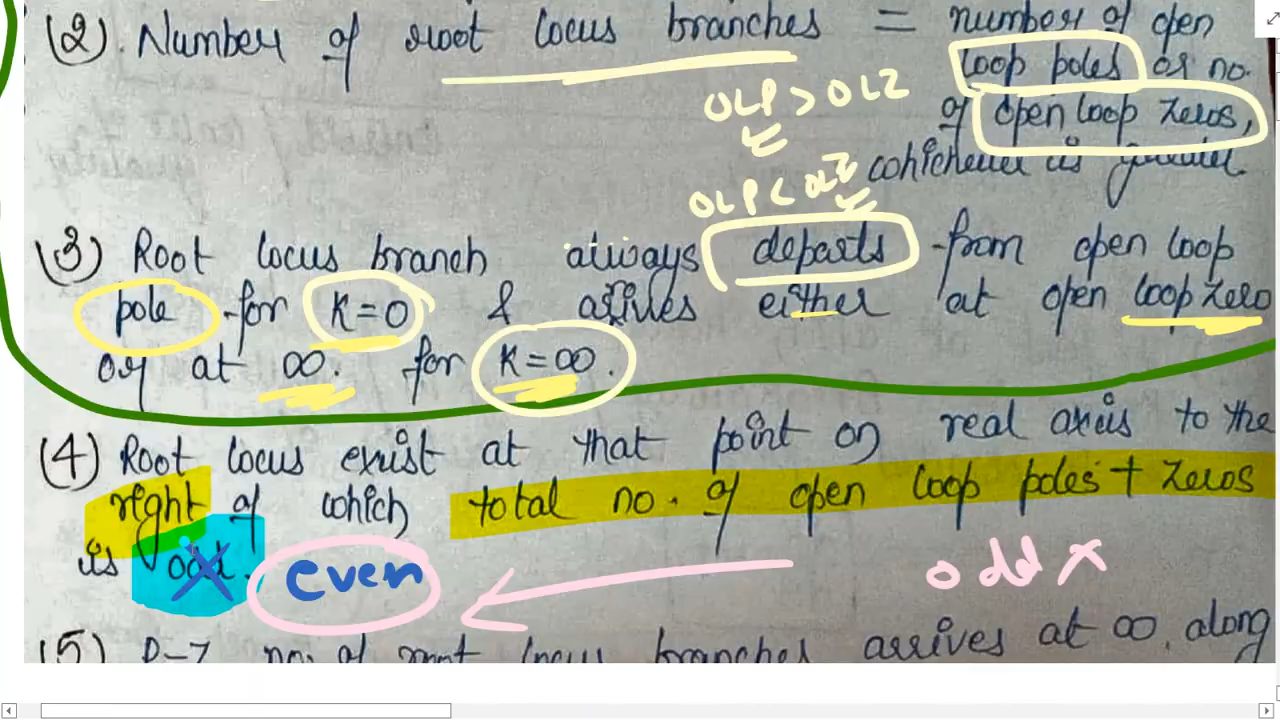 (2). Number of root locus branches = number of open
loop poles or no.
of open loop zeros,
which ever is greater
OLP > OLZ
OLP < OLZ
(3) Root locus branch always departs from open loop
pole for K=0 & arrives either at open loop zero
or at ∞. for K=∞.
(4) Root locus exist at that point on real axis to the
right of which total no. of open loop poles + zeros
is odd. even
odd X
(5) P-Z no. of root locus branches arrives at ∞, along